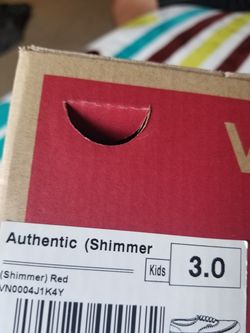 V
Authentic (Shimmer
Kids 3.0
(Shimmer) Red
VN0004J1K4Y